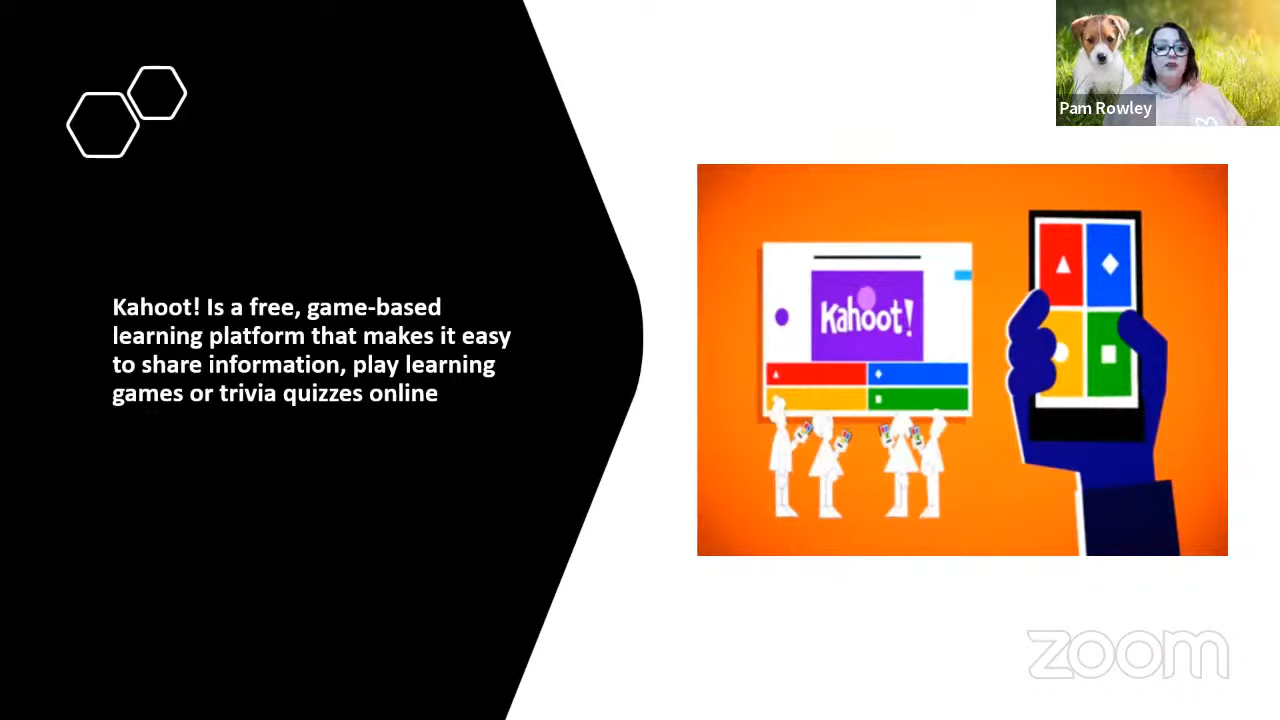 Pam Rowley
Kahoot! Is a free, game-based
learning platform that makes it easy
to share information, play learning
games or trivia quizzes online
Kahoot!
zoom